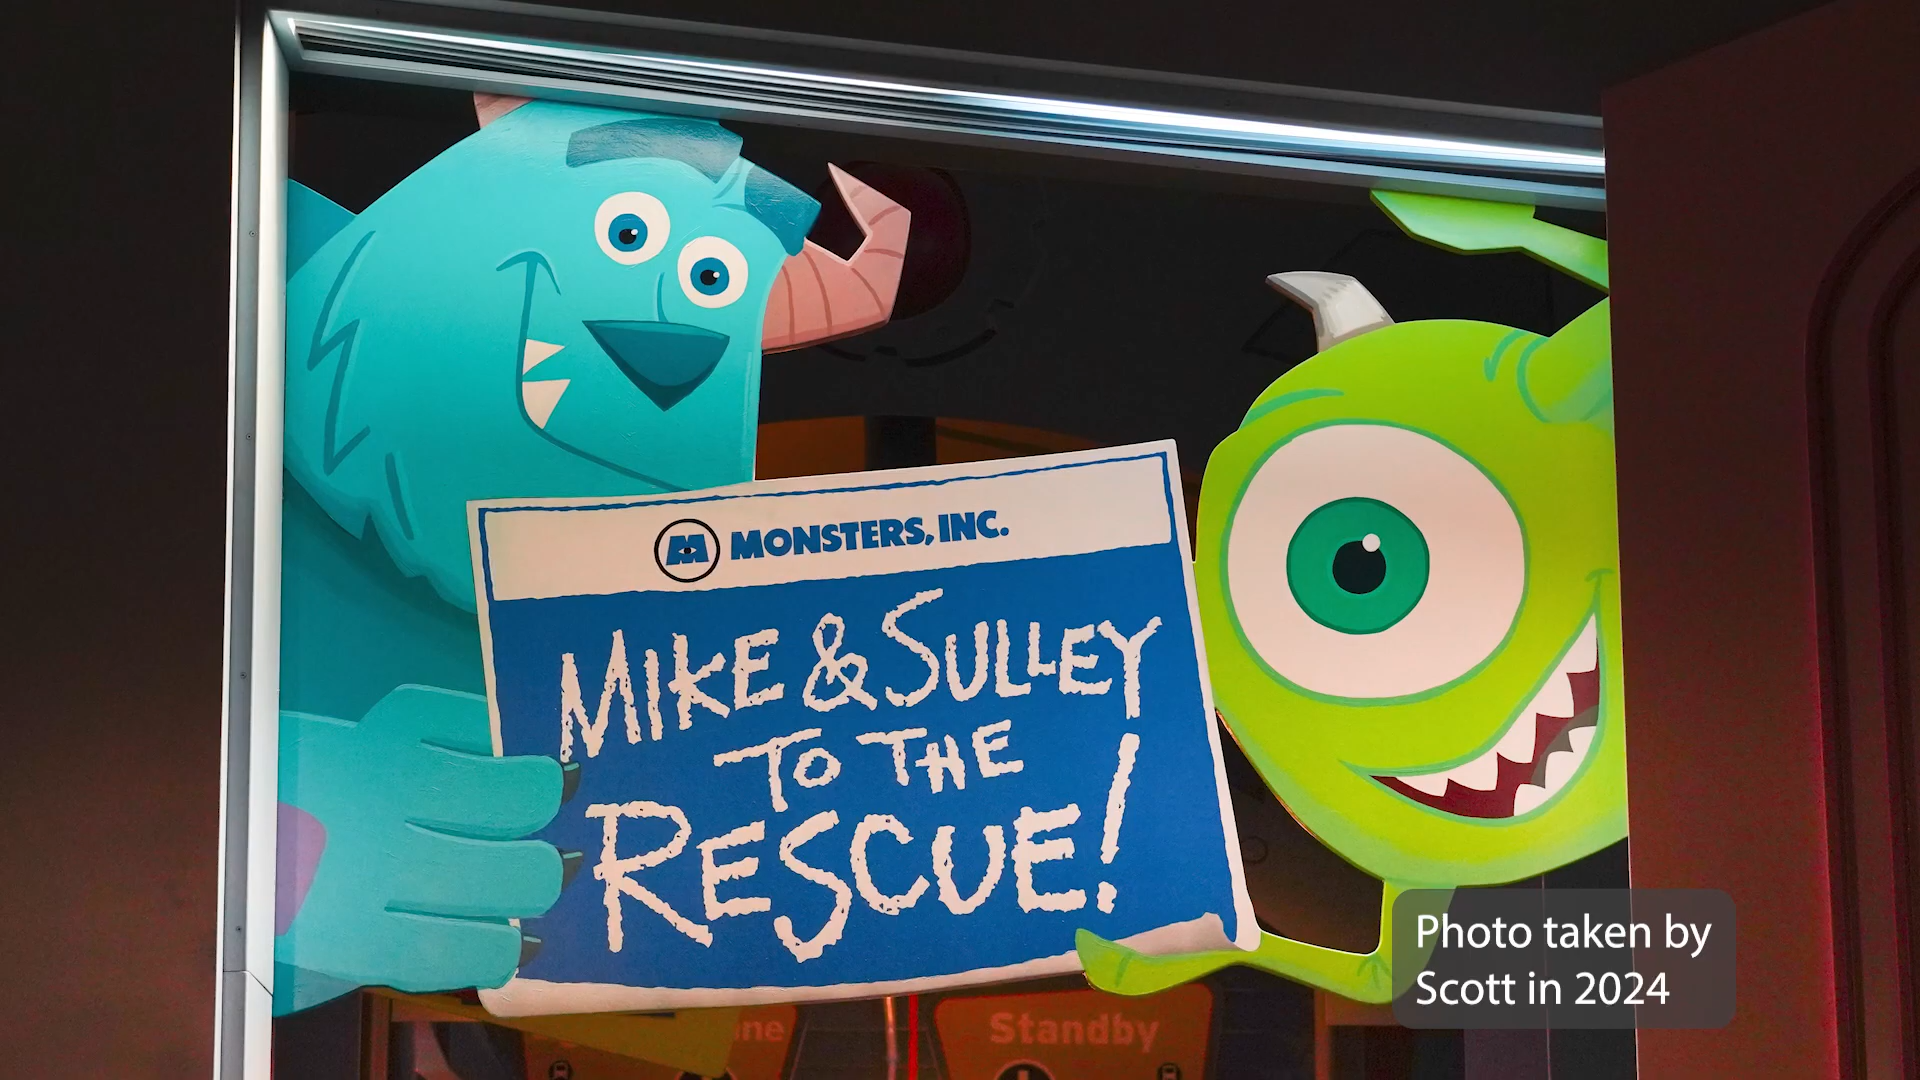 MONSTERS, INC.
MIKE & SULLEY
TO THE
RESCUE!
Standby
Photo taken by
Scott in 2024